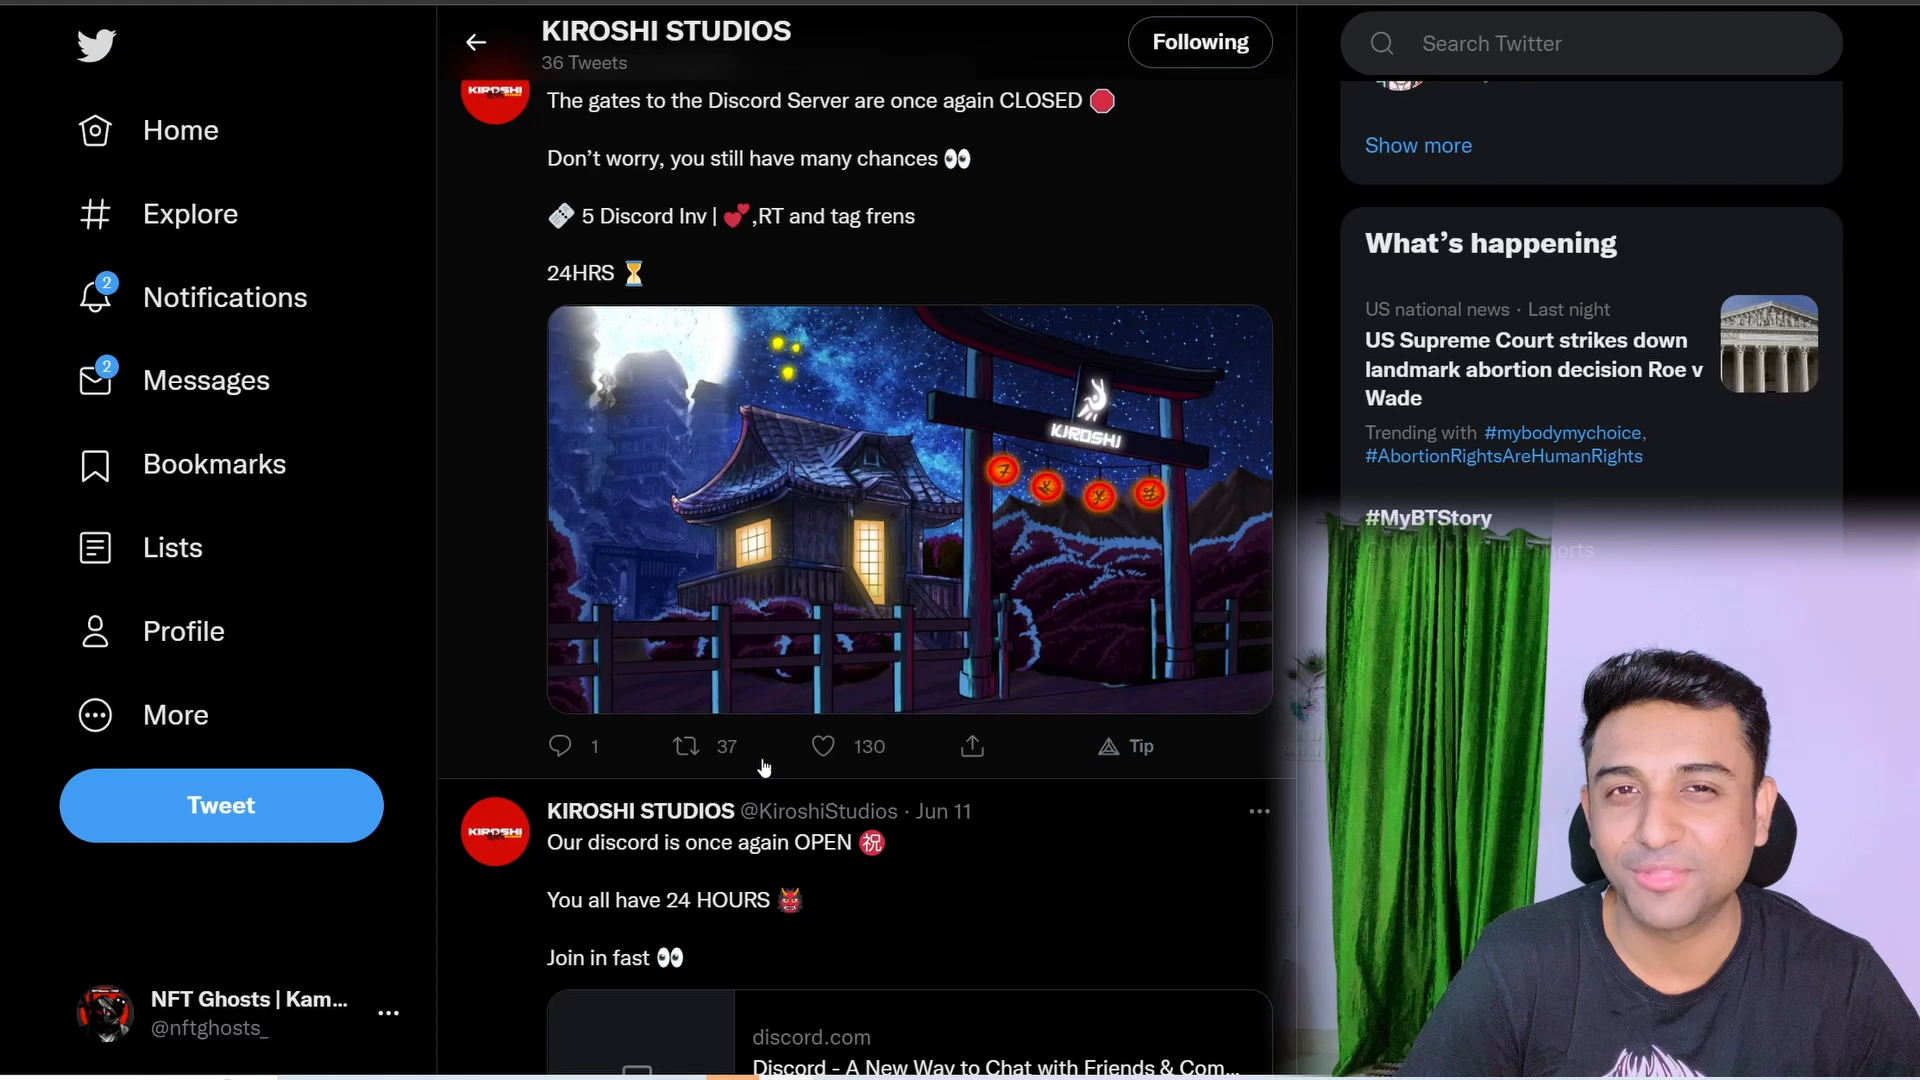 Home
Explore
2
Notifications
2
Messages
Bookmarks
Lists
Profile
More
Tweet
NFT Ghosts | Kam...
@nftghosts_
KIROSHI STUDIOS
36 Tweets
Following
KIROSHI
The gates to the Discord Server are once again CLOSED 🛑
Don’t worry, you still have many chances 👀
🎟️ 5 Discord Inv | 💕,RT and tag frens
24HRS ⏳
KIROSHI
1
37
130
Tip
KIROSHI
KIROSHI STUDIOS @KiroshiStudios · Jun 11
Our discord is once again OPEN ㊗️
You all have 24 HOURS 👹
Join in fast 👀
discord.com
Discord - A New Way to Chat with Friends & Com...
Search Twitter
Show more
What’s happening
US national news · Last night
US Supreme Court strikes down
landmark abortion decision Roe v
Wade
Trending with #mybodymychoice,
#AbortionRightsAreHumanRights
#MyBTStory